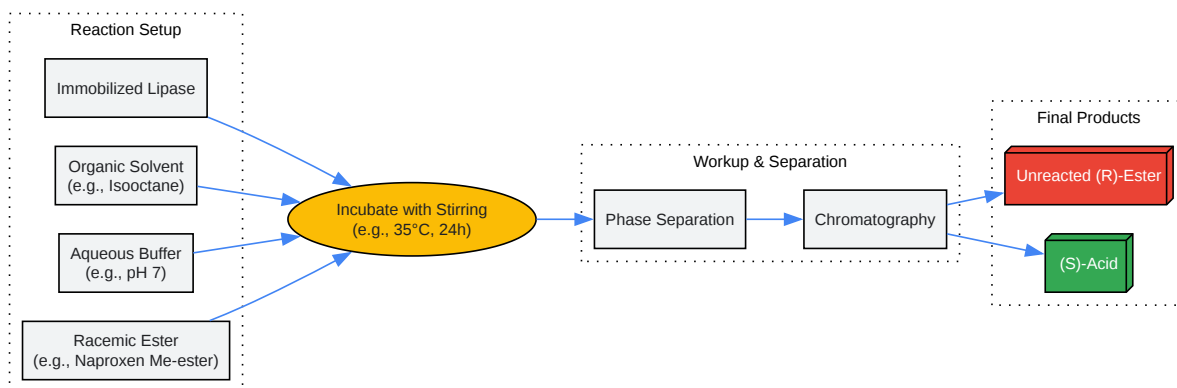 Reaction Setup
Immobilized Lipase
Organic Solvent
(e.g., Isooctane)
Aqueous Buffer
(e.g., pH 7)
Racemic Ester
(e.g., Naproxen Me-ester)
Incubate with Stirring
(e.g., 35°C, 24h)
Workup & Separation
Phase Separation
Chromatography
Final Products
Unreacted (R)-Ester
(S)-Acid